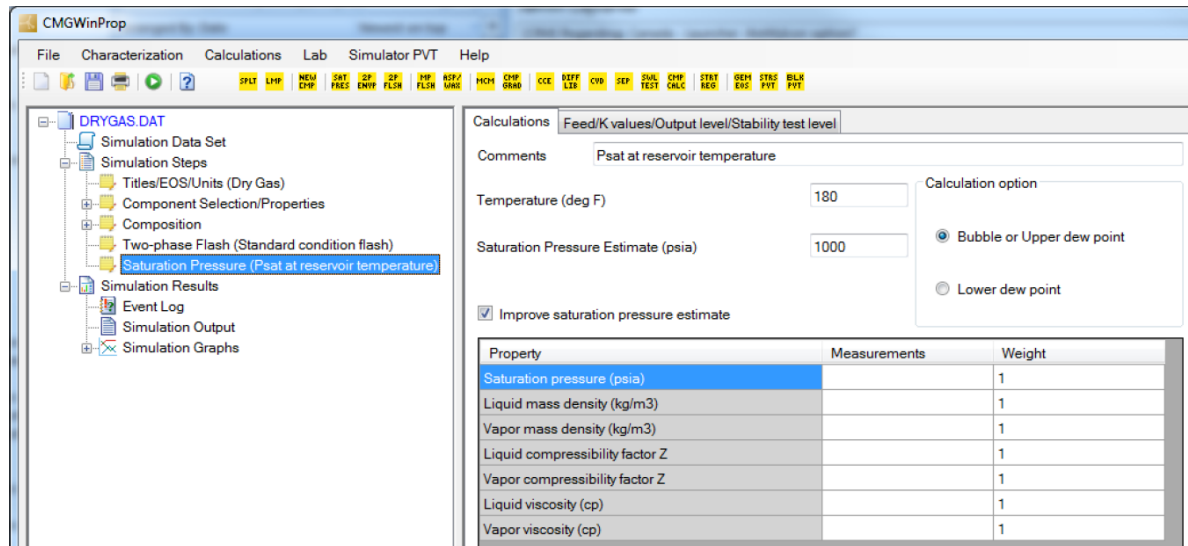 CMGWinProp
File Characterization Calculations Lab Simulator PVT Help
SPLT LMP NEW CMP SAT PRES 2P ENVP 2P FLSH MP FLSH ASP/ WAX MCM CMP GRAD CCE DIFF LIB CVD SEP SWL TEST CMP CALC STRT REG GEM EOS STRS PVT BLK PVT
DRYGAS.DAT
Simulation Data Set
Simulation Steps
Titles/EOS/Units (Dry Gas)
Component Selection/Properties
Composition
Two-phase Flash (Standard condition flash)
Saturation Pressure (Psat at reservoir temperature)
Simulation Results
Event Log
Simulation Output
Simulation Graphs
Calculations Feed/K values/Output level/Stability test level
Comments Psat at reservoir temperature
Temperature (deg F) 180
Saturation Pressure Estimate (psia) 1000
Calculation option
Bubble or Upper dew point
Lower dew point
Improve saturation pressure estimate
Property Measurements Weight
Saturation pressure (psia) 1
Liquid mass density (kg/m3) 1
Vapor mass density (kg/m3) 1
Liquid compressibility factor Z 1
Vapor compressibility factor Z 1
Liquid viscosity (cp) 1
Vapor viscosity (cp) 1